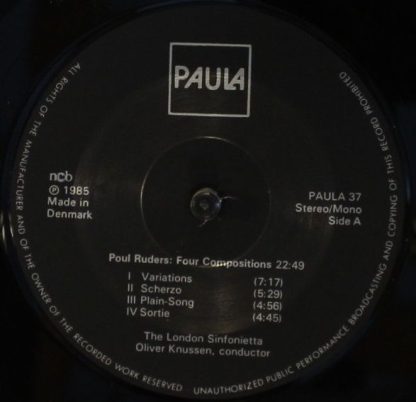 PAULA
ALL RIGHTS OF THE MANUFACTURER AND OF THE OWNER OF THE RECORDED WORK RESERVED
UNAUTHORIZED PUBLIC PERFORMANCE BROADCASTING AND COPYING OF THIS RECORD PROHIBITED
ncb
℗ 1985
Made in
Denmark
PAULA 37
Stereo/Mono
Side A
Poul Ruders: Four Compositions 22:49
I Variations (7:17)
II Scherzo (5:29)
III Plain-Song (4:56)
IV Sortie (4:45)
The London Sinfonietta
Oliver Knussen, conductor